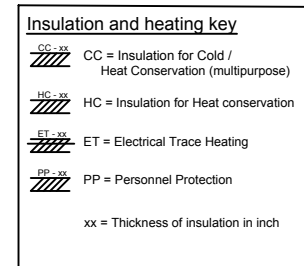 Insulation and heating key
CC - xx
CC = Insulation for Cold /
Heat Conservation (multipurpose)
HC - xx
HC = Insulation for Heat conservation
ET - xx
ET = Electrical Trace Heating
PP - xx
PP = Personnel Protection
xx = Thickness of insulation in inch